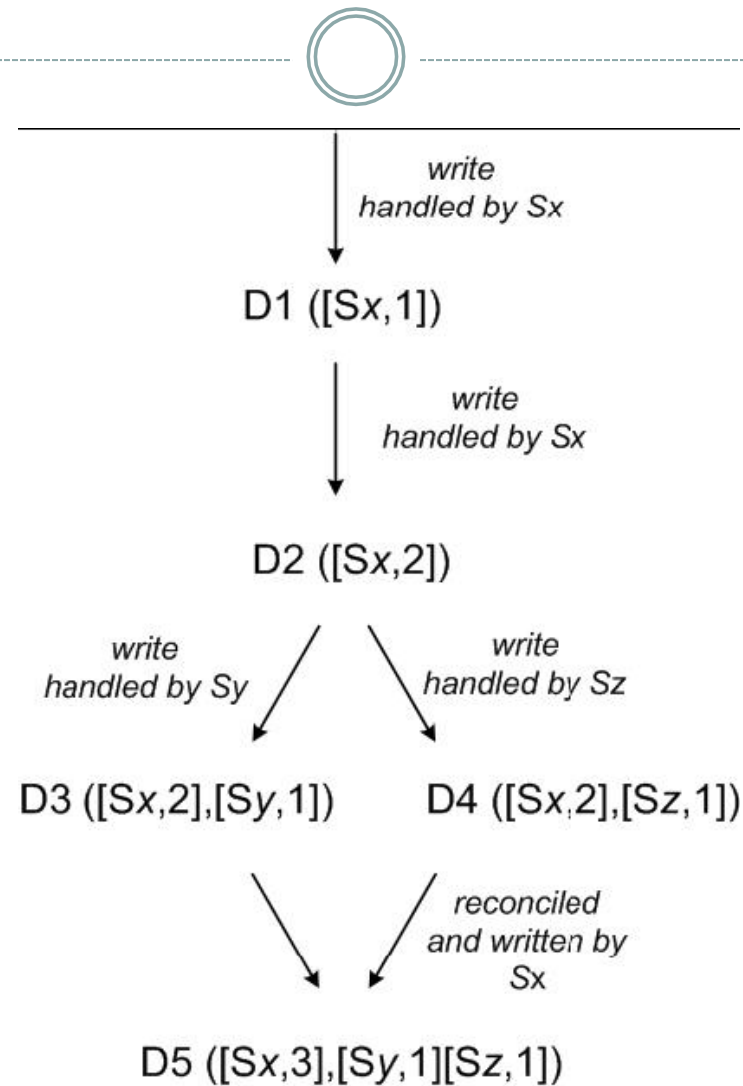 write
handled by Sx
D1 ([Sx,1])
write
handled by Sx
D2 ([Sx,2])
write
handled by Sy
write
handled by Sz
D3 ([Sx,2],[Sy,1])
D4 ([Sx,2],[Sz,1])
reconciled
and written by
Sx
D5 ([Sx,3],[Sy,1][Sz,1])